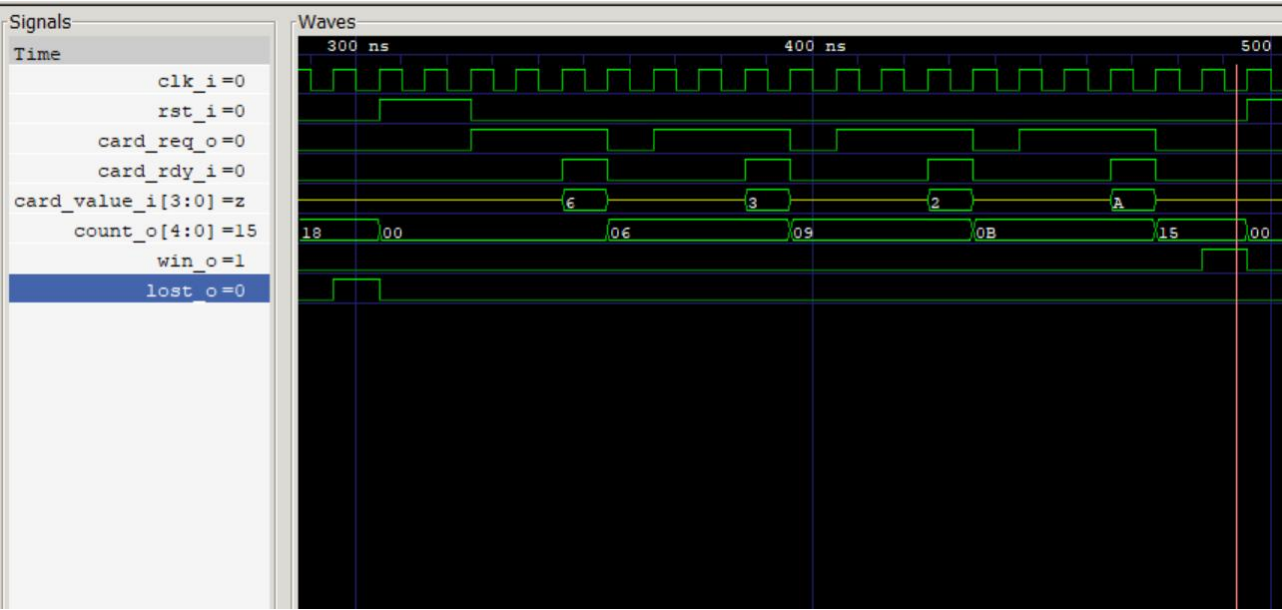 Signals Waves
Time 300 ns 400 ns 500
clk_i=0
rst_i=0
card_req_o=0
card_rdy_i=0
card_value_i[3:0]=z 6 3 2 A
count_o[4:0]=15 18 00 06 09 0B 15 00
win_o=1
lost_o=0